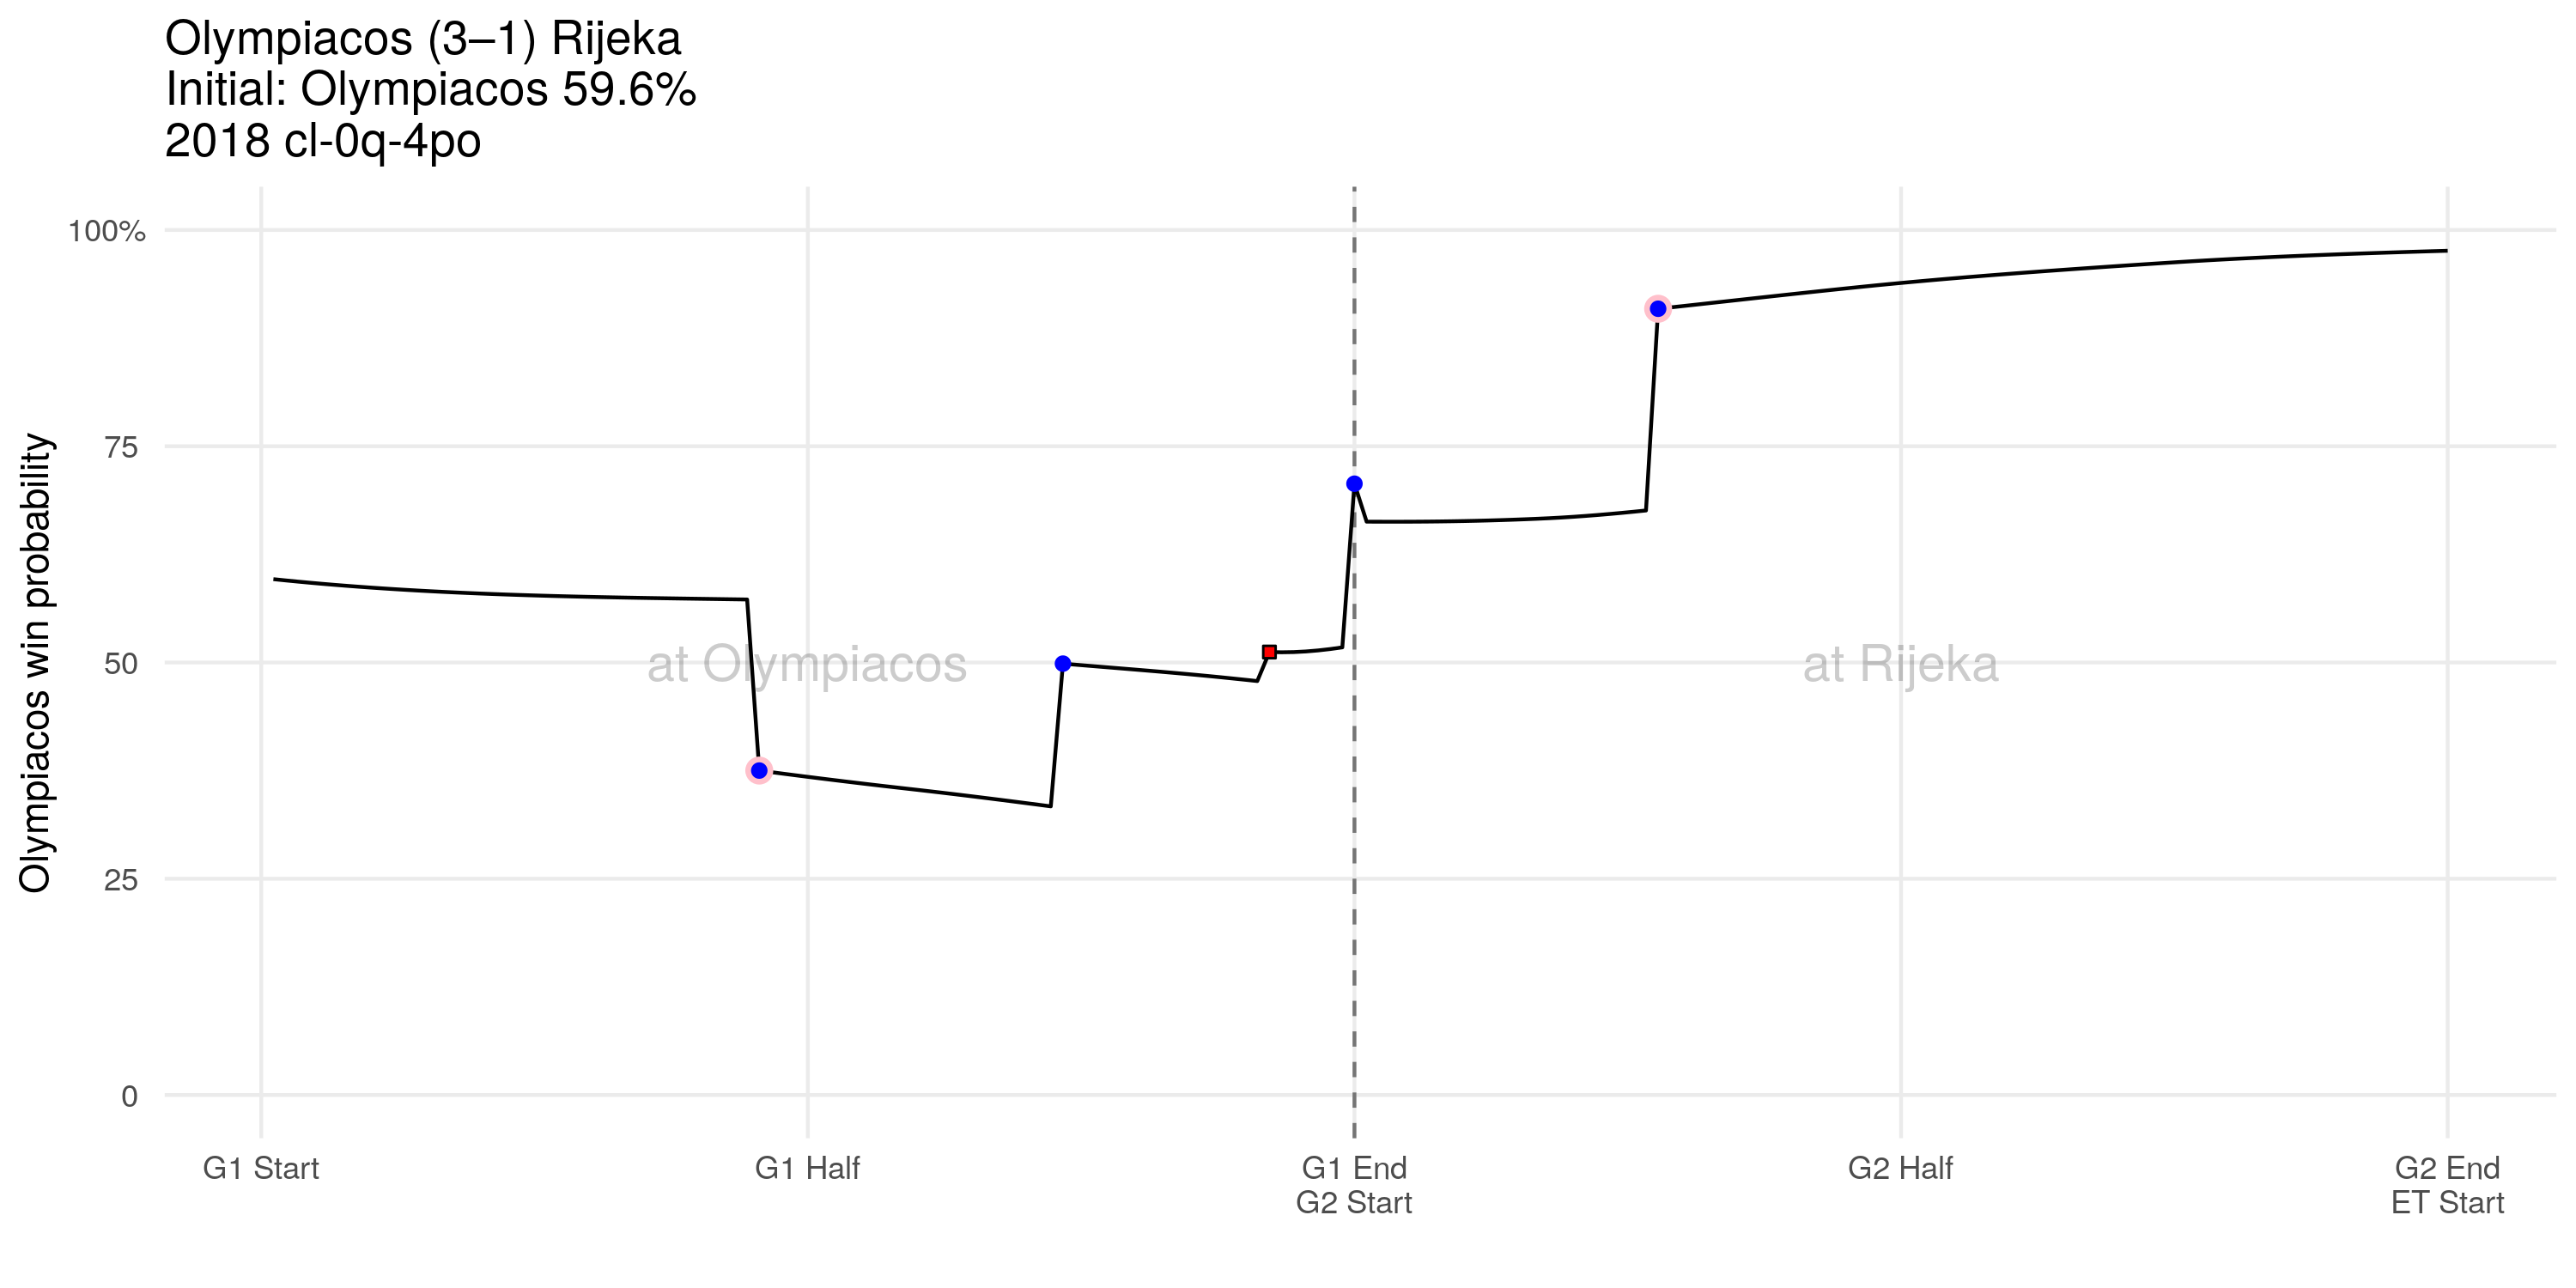 Olympiacos (3–1) Rijeka
Initial: Olympiacos 59.6%
2018 cl-0q-4po
Olympiacos win probability
100%
75
50
25
0
at Olympiacos
at Rijeka
G1 Start
G1 Half
G1 End
G2 Start
G2 Half
G2 End
ET Start